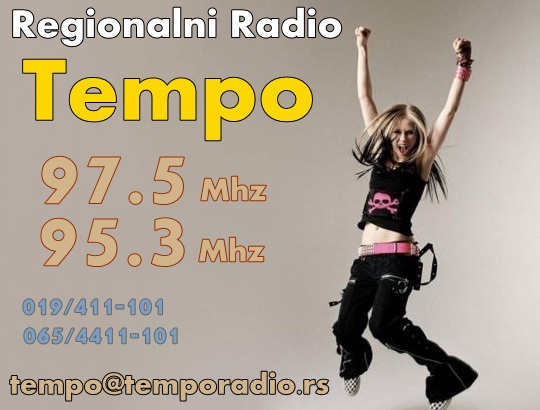 Regionalni Radio
Tempo
97.5 Mhz
95.3 Mhz
019/411-101
065/4411-101
tempo@temporadio.rs